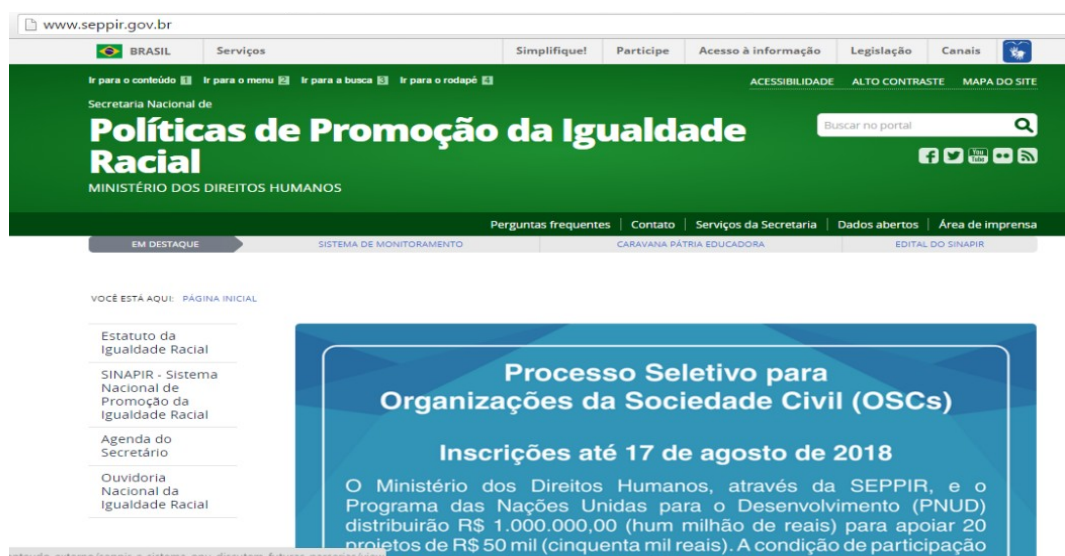 www.seppir.gov.br
BRASIL Serviços Simplifique! Participe Acesso à informação Legislação Canais
Ir para o conteúdo 1 Ir para o menu 2 Ir para a busca 3 Ir para o rodapé 4 ACESSIBILIDADE ALTO CONTRASTE MAPA DO SITE
Secretaria Nacional de
Políticas de Promoção da Igualdade
Racial
Buscar no portal
You Tube
MINISTÉRIO DOS DIREITOS HUMANOS
Perguntas frequentes | Contato | Serviços da Secretaria | Dados abertos | Área de imprensa
EM DESTAQUE SISTEMA DE MONITORAMENTO CARAVANA PÁTRIA EDUCADORA EDITAL DO SINAPIR
VOCÊ ESTÁ AQUI: PÁGINA INICIAL
Estatuto da
Igualdade Racial
SINAPIR - Sistema
Nacional de
Promoção da
Igualdade Racial
Agenda do
Secretário
Ouvidoria
Nacional da
Igualdade Racial
Processo Seletivo para
Organizações da Sociedade Civil (OSCs)
Inscrições até 17 de agosto de 2018
O Ministério dos Direitos Humanos, através da SEPPIR, e o
Programa das Nações Unidas para o Desenvolvimento (PNUD)
distribuirão R$ 1.000.000,00 (hum milhão de reais) para apoiar 20
projetos de R$ 50 mil (cinquenta mil reais). A condição de participação